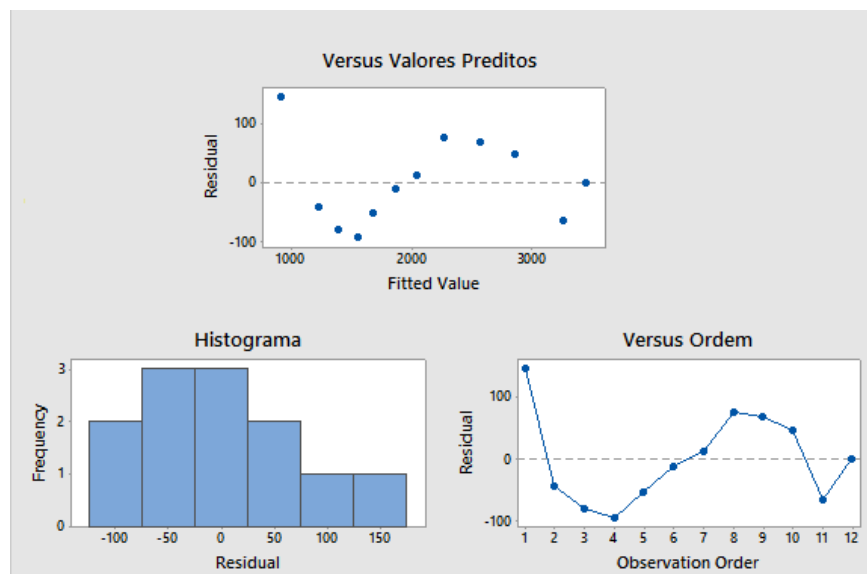 Versus Valores Preditos
Residual
100
0
-100
1000 2000 3000
Fitted Value
Histograma
Frequency
3
2
1
0
-100 -50 0 50 100 150
Residual
Versus Ordem
Residual
100
0
-100
1 2 3 4 5 6 7 8 9 10 11 12
Observation Order